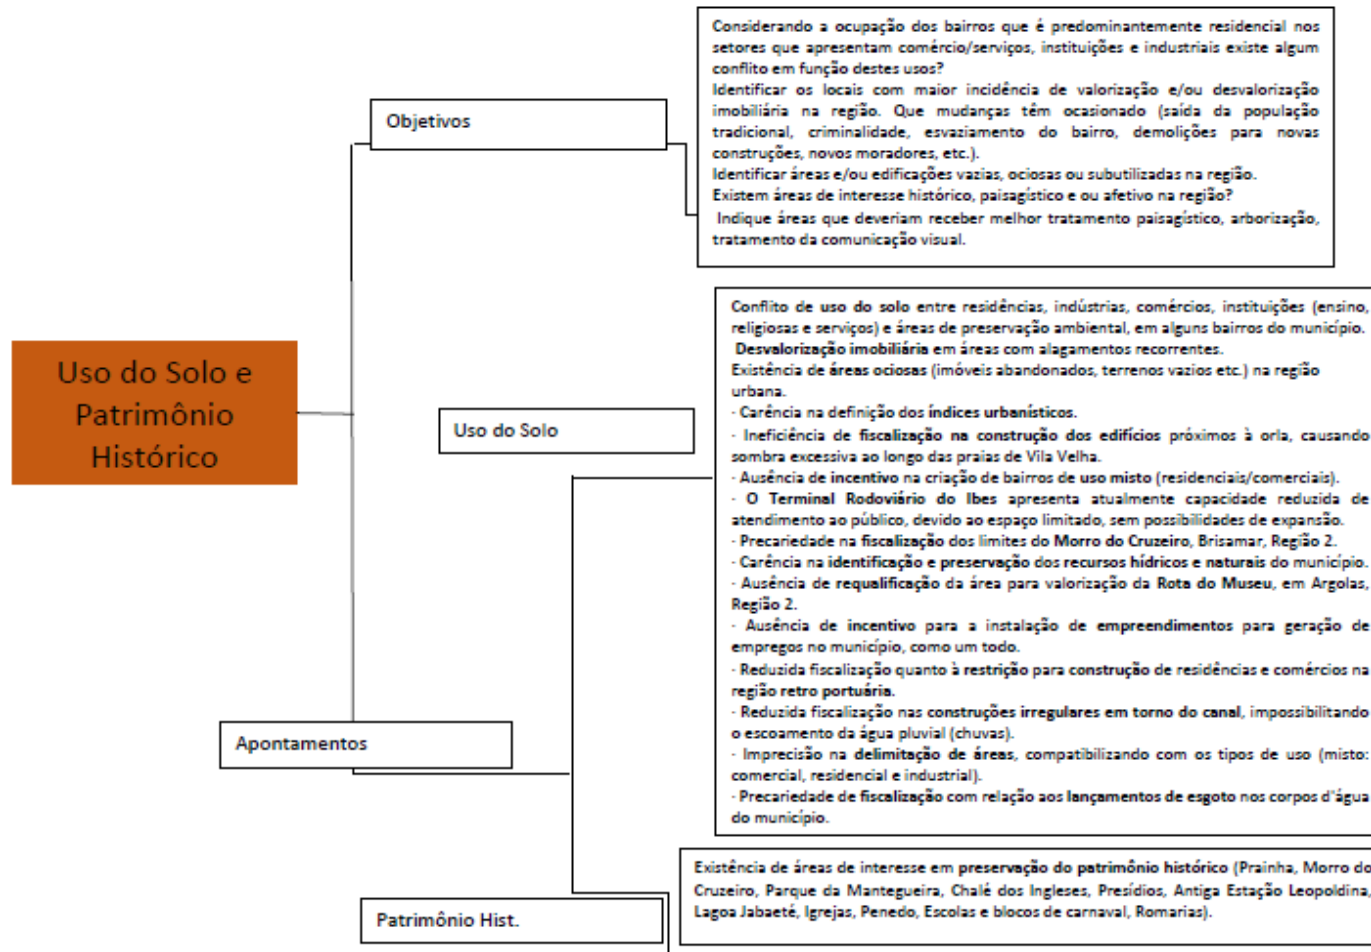 Considerando a ocupação dos bairros que é predominantemente residencial nos
setores que apresentam comércio/serviços, instituições e industriais existe algum
conflito em função destes usos?
Identificar os locais com maior incidência de valorização e/ou desvalorização
imobiliária na região. Que mudanças têm ocasionado (saída da população
tradicional, criminalidade, esvaziamento do bairro, demolições para novas
construções, novos moradores, etc.).
Identificar áreas e/ou edificações vazias, ociosas ou subutilizadas na região.
Existem áreas de interesse histórico, paisagístico e ou afetivo na região?
Indique áreas que deveriam receber melhor tratamento paisagístico, arborização,
tratamento da comunicação visual.
Objetivos
Uso do Solo e
Patrimônio
Histórico
Uso do Solo
Conflito de uso do solo entre residências, indústrias, comércios, instituições (ensino,
religiosas e serviços) e áreas de preservação ambiental, em alguns bairros do município.
Desvalorização imobiliária em áreas com alagamentos recorrentes.
Existência de áreas ociosas (imóveis abandonados, terrenos vazios etc.) na região
urbana.
- Carência na definição dos índices urbanísticos.
- Ineficiência de fiscalização na construção dos edifícios próximos à orla, causando
sombra excessiva ao longo das praias de Vila Velha.
- Ausência de incentivo na criação de bairros de uso misto (residenciais/comerciais).
- O Terminal Rodoviário do Ibes apresenta atualmente capacidade reduzida de
atendimento ao público, devido ao espaço limitado, sem possibilidades de expansão.
- Precariedade na fiscalização dos limites do Morro do Cruzeiro, Brisamar, Região 2.
- Carência na identificação e preservação dos recursos hídricos e naturais do município.
- Ausência de requalificação da área para valorização da Rota do Museu, em Argolas,
Região 2.
- Ausência de incentivo para a instalação de empreendimentos para geração de
empregos no município, como um todo.
- Reduzida fiscalização quanto à restrição para construção de residências e comércios na
região retro portuária.
- Reduzida fiscalização nas construções irregulares em torno do canal, impossibilitando
o escoamento da água pluvial (chuvas).
- Imprecisão na delimitação de áreas, compatibilizando com os tipos de uso (misto:
comercial, residencial e industrial).
- Precariedade de fiscalização com relação aos lançamentos de esgoto nos corpos d'água
do município.
Apontamentos
Patrimônio Hist.
Existência de áreas de interesse em preservação do patrimônio histórico (Prainha, Morro do
Cruzeiro, Parque da Mantegueira, Chalé dos Ingleses, Presídios, Antiga Estação Leopoldina,
Lagoa Jabaeté, Igrejas, Penedo, Escolas e blocos de carnaval, Romarias).